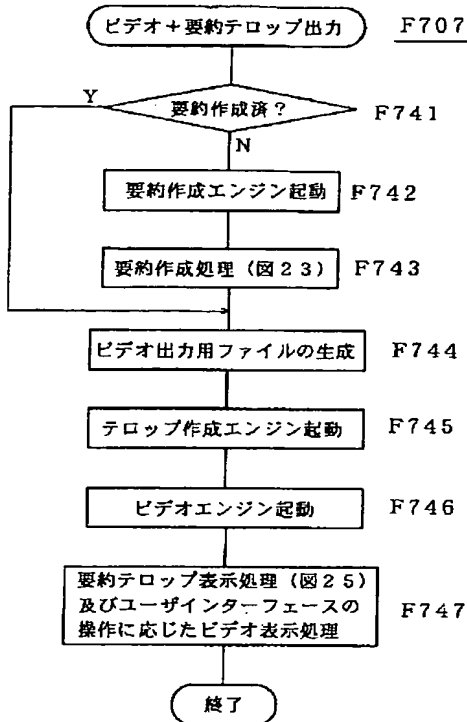 ビデオ+要約テロップ出力 F707
Y 要約作成済? F741
N
要約作成エンジン起動 F742
要約作成処理(図23) F743
ビデオ出力用ファイルの生成 F744
テロップ作成エンジン起動 F745
ビデオエンジン起動 F746
要約テロップ表示処理(図25)
及びユーザインターフェースの F747
操作に応じたビデオ表示処理
終了